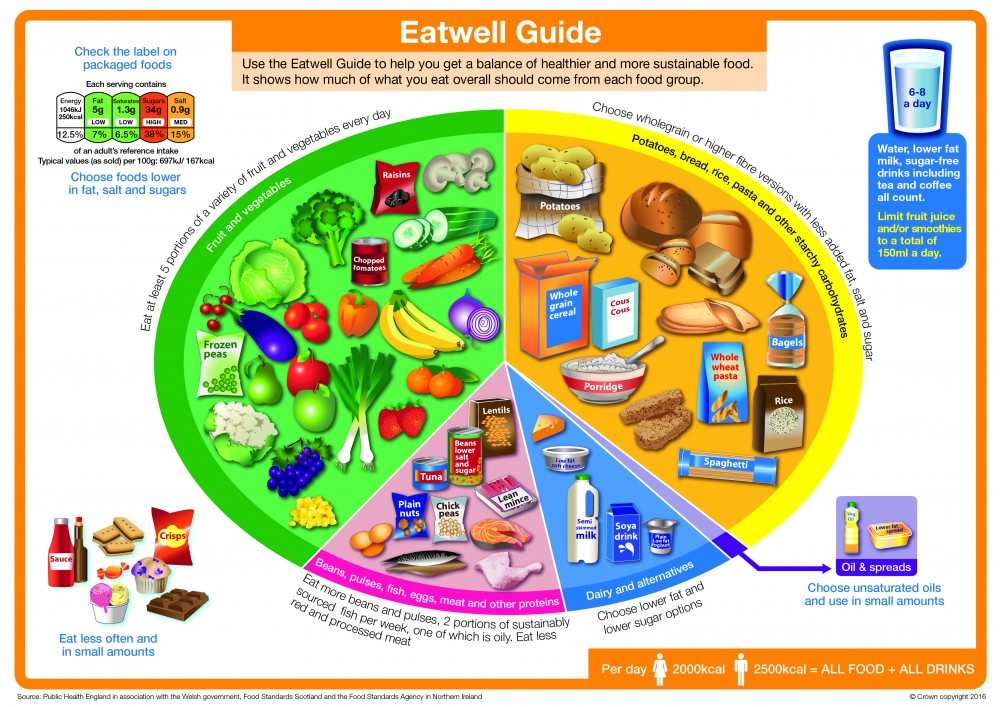 Eatwell Guide
Use the Eatwell Guide to help you get a balance of healthier and more sustainable food.
It shows how much of what you eat overall should come from each food group.
Check the label on
packaged foods
Each serving contains
Energy
1046kJ
250kcal
12.5%
Fat
5g
LOW
7%
Saturates
1.3g
LOW
6.5%
Sugars
34g
HIGH
38%
Salt
0.9g
MED
15%
of an adult's reference intake
Typical values (as sold) per 100g: 697kJ/ 167kcal
Choose foods lower
in fat, salt and sugars
6-8
a day
Water, lower fat
milk, sugar-free
drinks including
tea and coffee
all count.
Limit fruit juice
and/or smoothies
to a total of
150ml a day.
Eat at least 5 portions of a variety of fruit and vegetables every day
Fruit and vegetables
Raisins
Chopped
tomatoes
Frozen
peas
Choose wholegrain or higher fibre versions with less added fat, salt and sugar
Potatoes, bread, rice, pasta and other starchy carbohydrates
Potatoes
Whole
grain
cereal
Cous
Cous
Bagels
Porridge
Whole
wheat
pasta
Rice
Spaghetti
Lentils
Beans
lower
salt
and
sugar
Tuna
Plain
nuts
Chick
peas
Lean
mince
Beans, pulses, fish, eggs, meat and other proteins
Eat more beans and pulses, 2 portions of sustainably
sourced fish per week, one of which is oily. Eat less
red and processed meat
Low fat
soft cheese
Semi
skimmed
milk
Soya
drink
Plain
Low fat
Yoghurt
Dairy and alternatives
Choose lower fat and
lower sugar options
Veg
Oil
Lower fat
spread
Oil & spreads
Choose unsaturated oils
and use in small amounts
Sauce
Crisps
Eat less often and
in small amounts
Per day 2000kcal 2500kcal = ALL FOOD + ALL DRINKS
Source: Public Health England in association with the Welsh government, Food Standards Scotland and the Food Standards Agency in Northern Ireland
© Crown copyright 2016